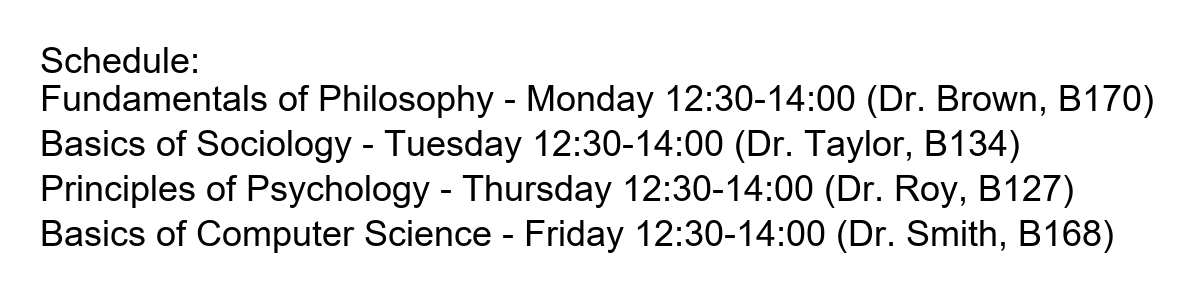 Schedule:
Fundamentals of Philosophy - Monday 12:30-14:00 (Dr. Brown, B170)
Basics of Sociology - Tuesday 12:30-14:00 (Dr. Taylor, B134)
Principles of Psychology - Thursday 12:30-14:00 (Dr. Roy, B127)
Basics of Computer Science - Friday 12:30-14:00 (Dr. Smith, B168)